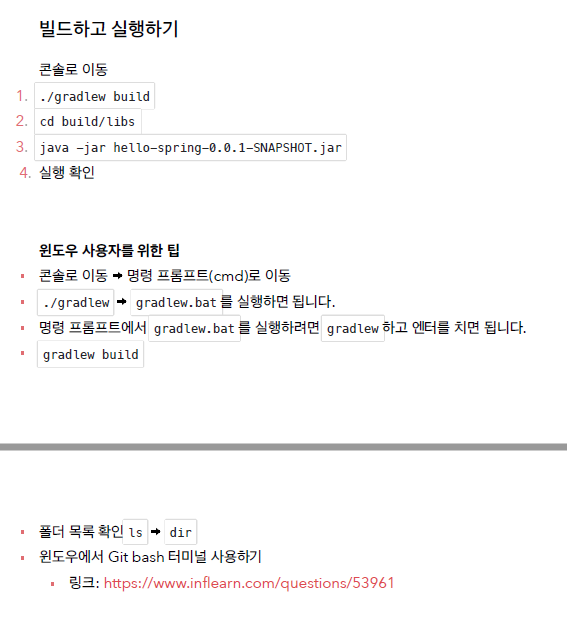 빌드하고 실행하기
콘솔로 이동
1. ./gradlew build
2. cd build/libs
3. java -jar hello-spring-0.0.1-SNAPSHOT.jar
4. 실행 확인
윈도우 사용자를 위한 팁
콘솔로 이동 → 명령 프롬프트(cmd)로 이동
./gradlew → gradlew.bat 를 실행하면 됩니다.
명령 프롬프트에서 gradlew.bat 를 실행하려면 gradlew 하고 엔터를 치면 됩니다.
gradlew build
폴더 목록 확인 ls → dir
윈도우에서 Git bash 터미널 사용하기
링크: https://www.inflearn.com/questions/53961